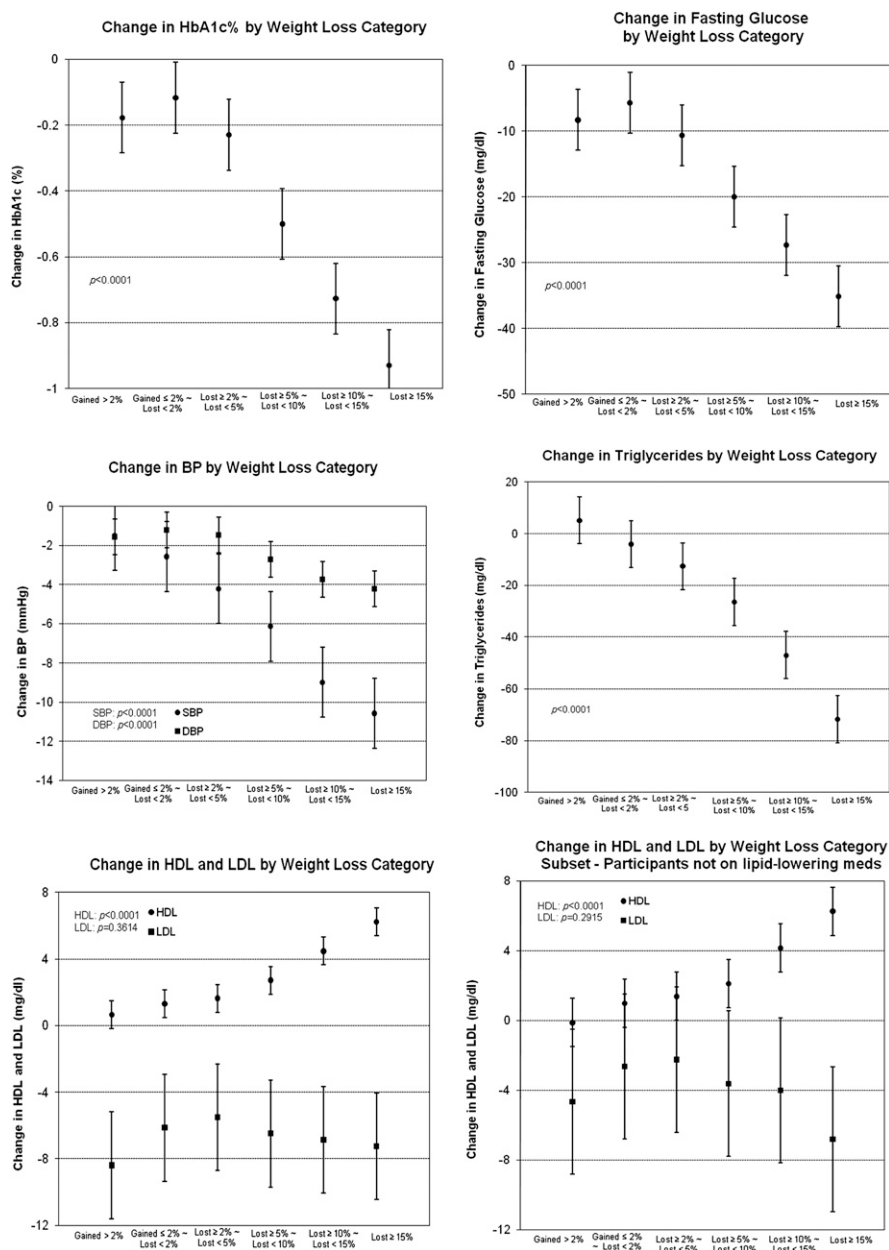 Change in HbA1c% by Weight Loss Category
0
-0.2
-0.4
-0.6
-0.8
-1
Change in HbA1c (%)
p<0.0001
Gained > 2%
Gained ≤ 2% ~
Lost < 2%
Lost ≥ 2% ~
Lost < 5%
Lost ≥ 5% ~
Lost < 10%
Lost ≥ 10% ~
Lost < 15%
Lost ≥ 15%
Change in Fasting Glucose
by Weight Loss Category
0
-10
-20
-30
-40
-50
Change in Fasting Glucose (mg/dl)
p<0.0001
Gained > 2%
Gained ≤ 2% ~
Lost < 2%
Lost ≥ 2% ~
Lost < 5%
Lost ≥ 5% ~
Lost < 10%
Lost ≥ 10% ~
Lost < 15%
Lost ≥ 15%
Change in BP by Weight Loss Category
0
-2
-4
-6
-8
-10
-12
-14
Change in BP (mmHg)
SBP: p<0.0001
DBP: p<0.0001
SBP
DBP
Gained > 2%
Gained ≤ 2% ~
Lost < 2%
Lost ≥ 2% ~
Lost < 5%
Lost ≥ 5% ~
Lost < 10%
Lost ≥ 10% ~
Lost < 15%
Lost ≥ 15%
Change in Triglycerides by Weight Loss Category
20
0
-20
-40
-60
-80
-100
Change in Triglycerides (mg/dl)
p<0.0001
Gained > 2%
Gained ≤ 2% ~
Lost < 2%
Lost ≥ 2% ~
Lost < 5
Lost ≥ 5% ~
Lost < 10%
Lost ≥ 10% ~
Lost < 15%
Lost ≥ 15%
Change in HDL and LDL by Weight Loss Category
8
4
0
-4
-8
-12
Change in HDL and LDL (mg/dl)
HDL: p<0.0001
LDL: p=0.3614
HDL
LDL
Gained > 2%
Gained ≤ 2% ~
Lost < 2%
Lost ≥ 2% ~
Lost < 5%
Lost ≥ 5% ~
Lost < 10%
Lost ≥ 10% ~
Lost < 15%
Lost ≥ 15%
Change in HDL and LDL by Weight Loss Category
Subset - Participants not on lipid-lowering meds
8
4
0
-4
-8
-12
Change in HDL and LDL (mg/dl)
HDL: p<0.0001
LDL: p=0.2915
HDL
LDL
Gained > 2%
Gained ≤ 2%
~ Lost < 2%
Lost ≥ 2% ~
Lost < 5%
Lost ≥ 5% ~
Lost < 10%
Lost ≥ 10% ~
Lost < 15%
Lost ≥ 15%